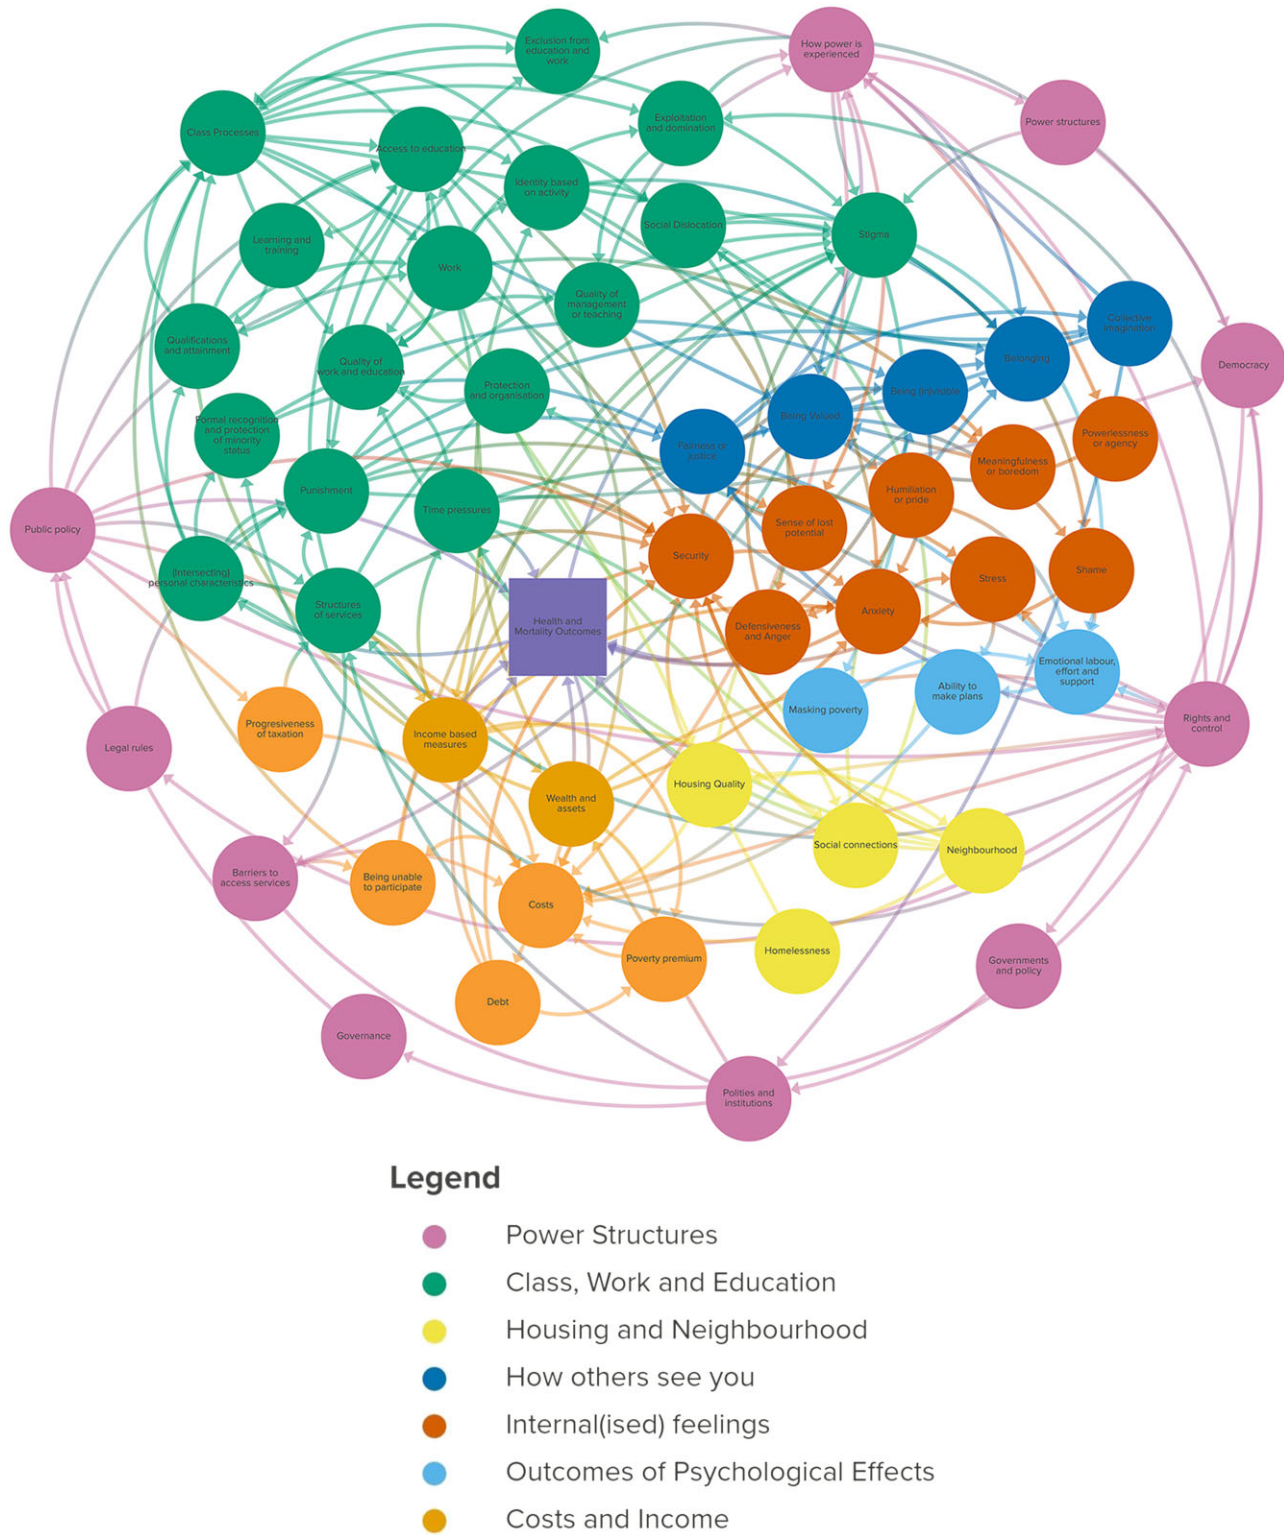 Exclusion from
education and
work
How power is
experienced
Power structures
Class Processes
Access to education
Exploitation
and domination
Identity based
on activity
Social Dislocation
Stigma
Learning and
training
Work
Quality of
management
or teaching
Collective
imagination
Qualifications
and attainment
Quality of
work and education
Protection
and organisation
Belonging
Democracy
Being (in)visible
Being Valued
Formal recognition
and protection
of minority
status
Fairness or
justice
Powerlessness
or agency
Meaningfulness
or boredom
Punishment
Time pressures
Humiliation
or pride
Sense of lost
potential
Public policy
Security
(Intersecting)
personal characteristics
Structures
of services
Health and
Mortality Outcomes
Defensiveness
and Anger
Anxiety
Stress
Shame
Emotional labour,
effort and
support
Ability to
make plans
Masking poverty
Rights and
control
Progresiveness
of taxation
Income based
measures
Legal rules
Wealth and
assets
Housing Quality
Social connections
Neighbourhood
Barriers to
access services
Being unable
to participate
Costs
Poverty premium
Homelessness
Governments
and policy
Debt
Governance
Polities and
institutions
Legend
Power Structures
Class, Work and Education
Housing and Neighbourhood
How others see you
Internal(ised) feelings
Outcomes of Psychological Effects
Costs and Income